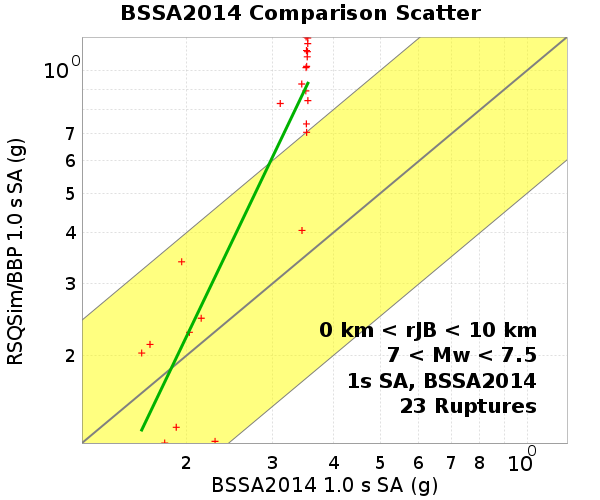 BSSA2014 Comparison Scatter
RSQSim/BBP 1.0 s SA (g)
10^0
7
6
5
4
3
2
0 km < rJB < 10 km
7 < Mw < 7.5
1s SA, BSSA2014
23 Ruptures
2 3 4 5 6 7 8 10^0
BSSA2014 1.0 s SA (g)